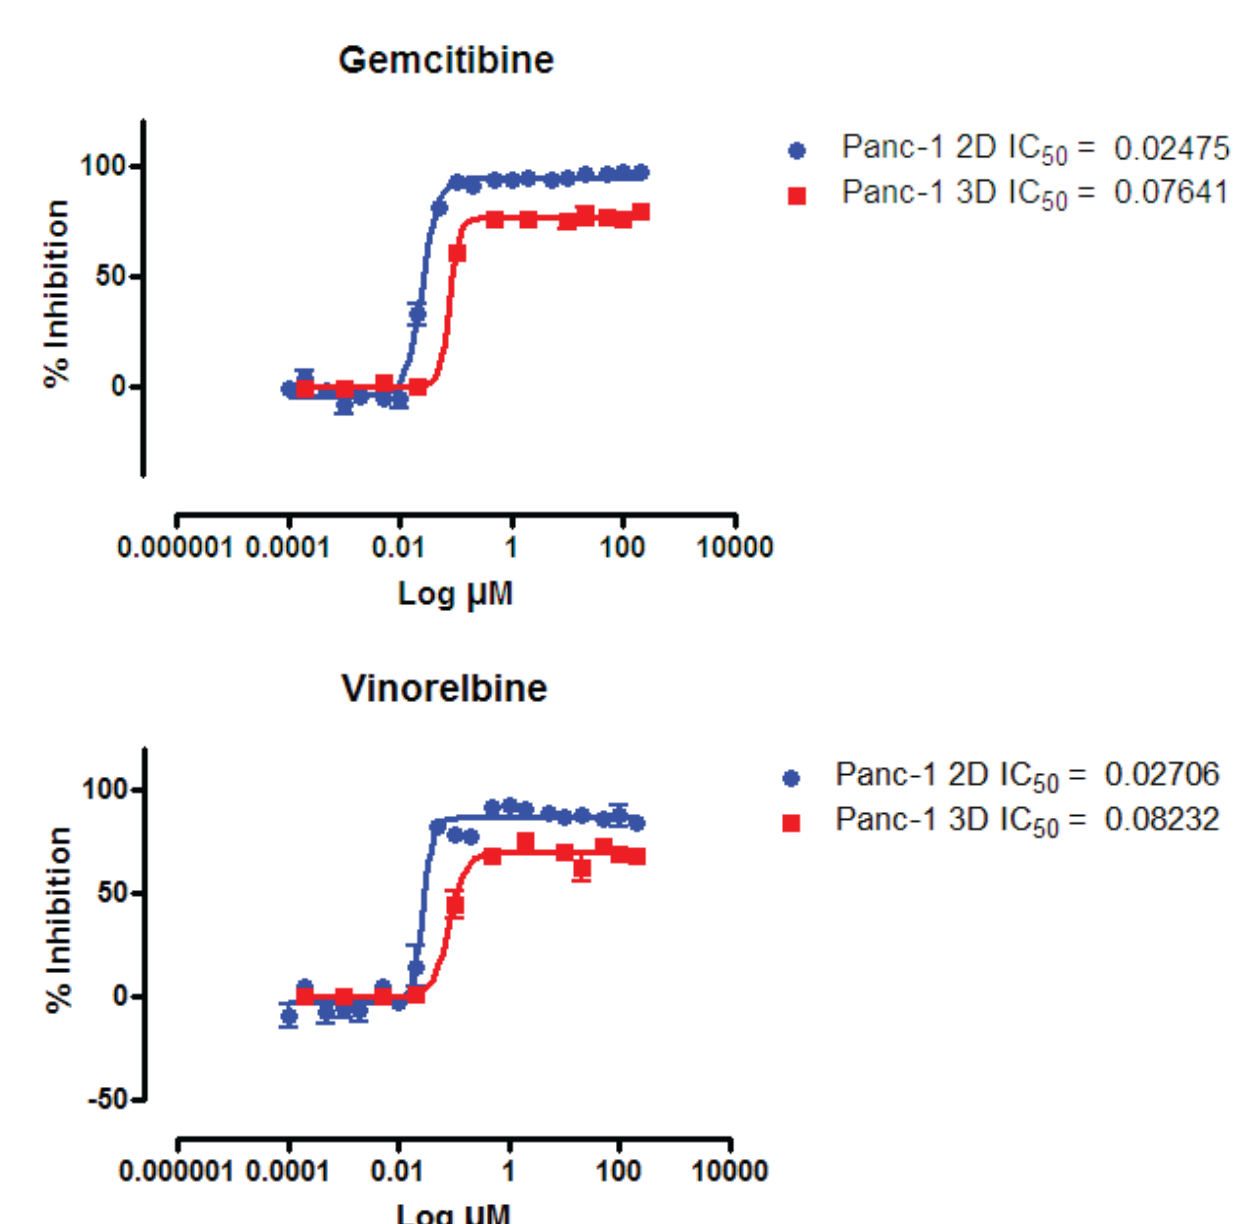 Gemcitibine
Panc-1 2D IC50 = 0.02475
Panc-1 3D IC50 = 0.07641
% Inhibition
100
50
0
0.000001 0.0001 0.01 1 100 10000
Log µM
Vinorelbine
Panc-1 2D IC50 = 0.02706
Panc-1 3D IC50 = 0.08232
% Inhibition
100
50
0
-50
0.000001 0.0001 0.01 1 100 10000
Log µM